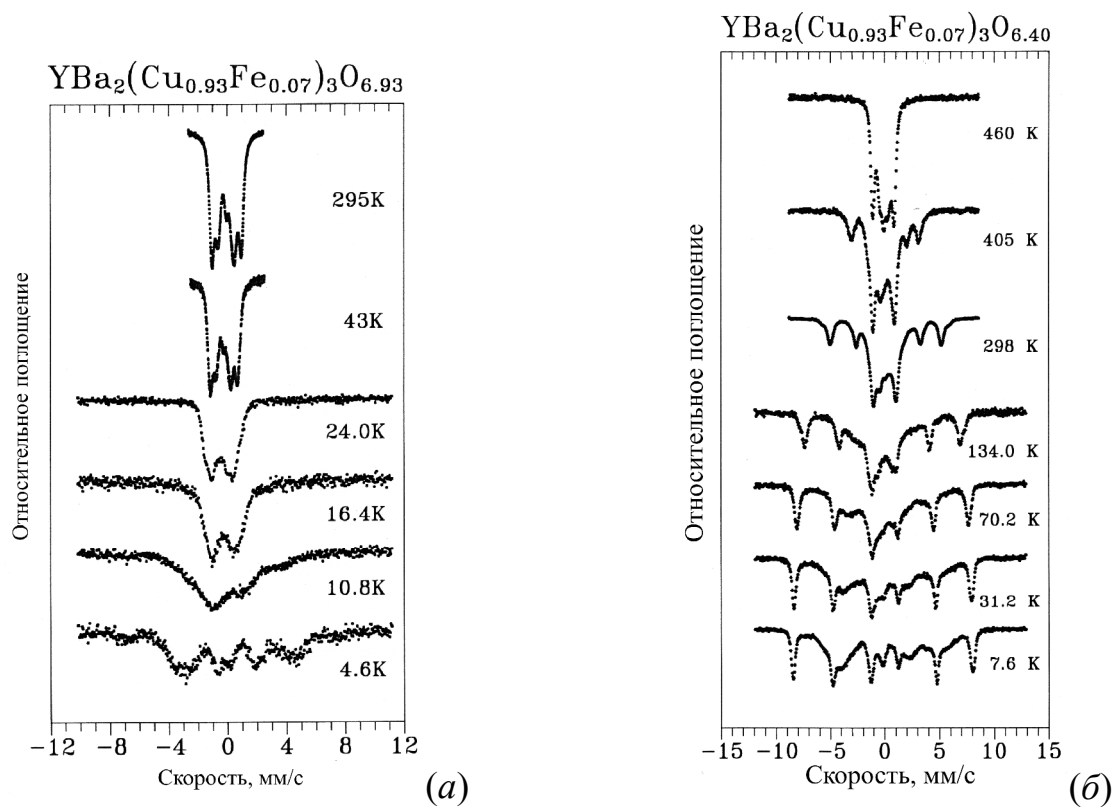 YBa₂(Cu₀.₉₃Fe₀.₀₇)₃O₆.₉₃
295K
43K
24.0K
16.4K
10.8K
4.6K
Относительное поглощение
−12 −8 −4 0 4 8 12
Скорость, мм/с
(а)
YBa₂(Cu₀.₉₃Fe₀.₀₇)₃O₆.₄₀
460 K
405 K
298 K
134.0 K
70.2 K
31.2 K
7.6 K
Относительное поглощение
−15 −10 −5 0 5 10 15
Скорость, мм/с
(б)